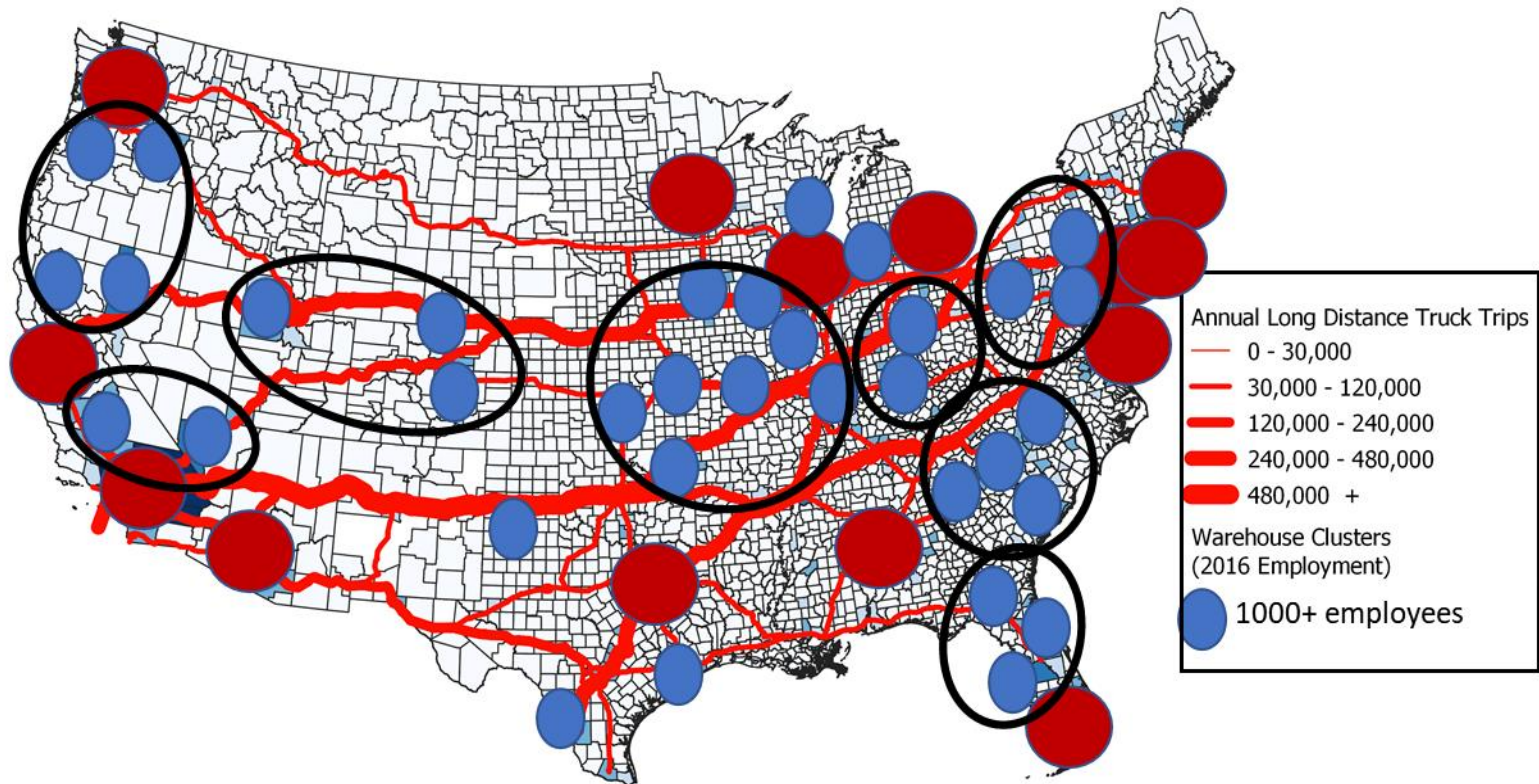 Annual Long Distance Truck Trips
0 - 30,000
30,000 - 120,000
120,000 - 240,000
240,000 - 480,000
480,000 +
Warehouse Clusters
(2016 Employment)
1000+ employees